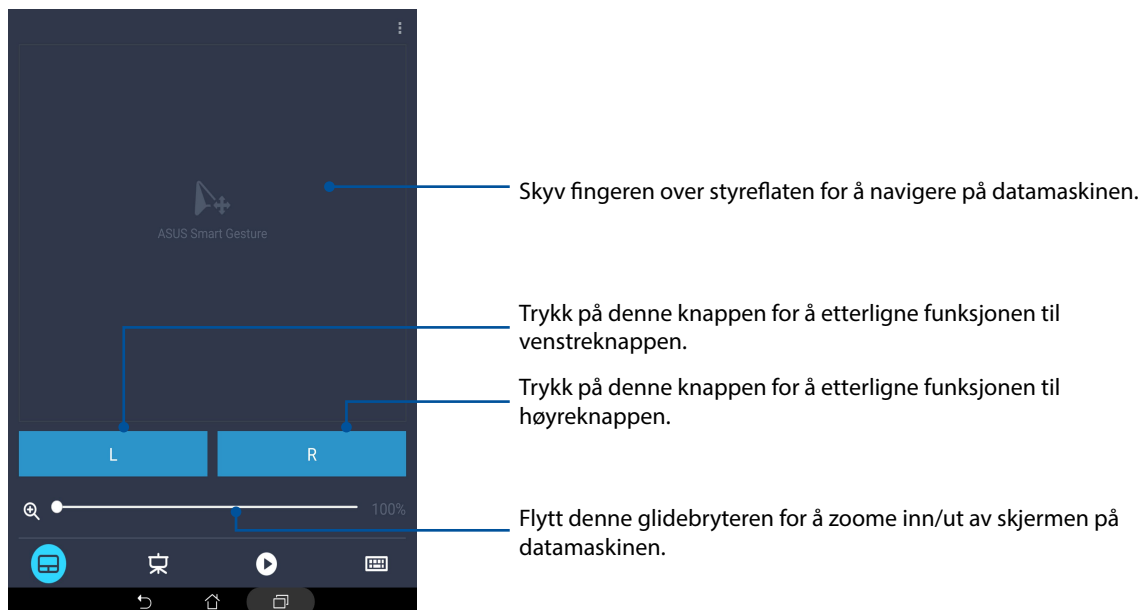 ASUS Smart Gesture
Skyv fingeren over styreflaten for å navigere på datamaskinen.
Trykk på denne knappen for å etterligne funksjonen til
venstreknappen.
Trykk på denne knappen for å etterligne funksjonen til
høyreknappen.
L
R
100%
Flytt denne glidebryteren for å zoome inn/ut av skjermen på
datamaskinen.